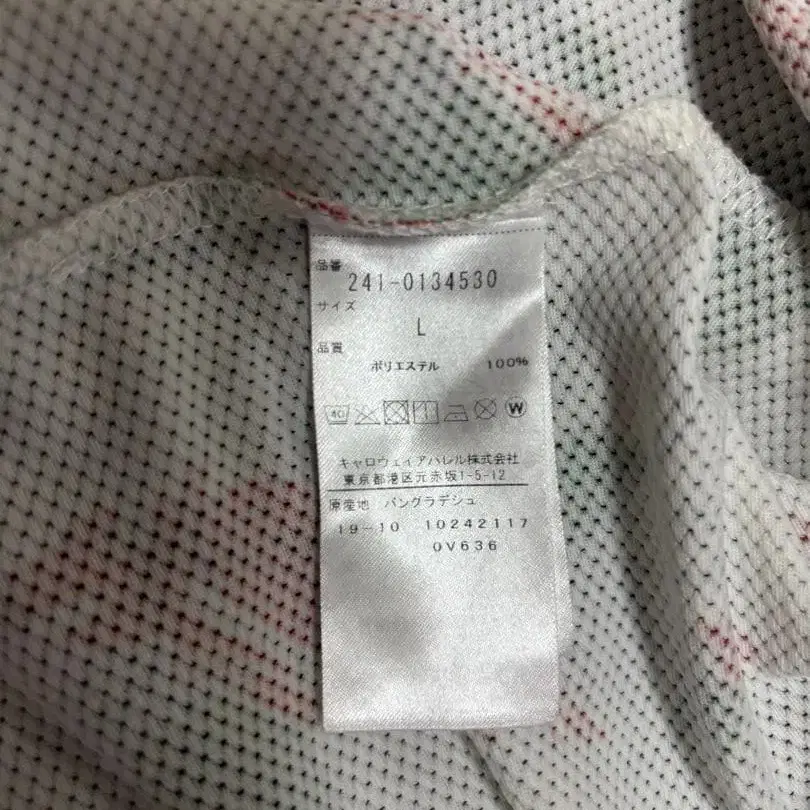 品番
241-0134530
サイズ
L
品質
ポリエステル 100%
40 W
キャロウェイアパレル株式会社
東京都港区元赤坂1-5-12
原産地 バングラデシュ
19-10 10242117
0V636